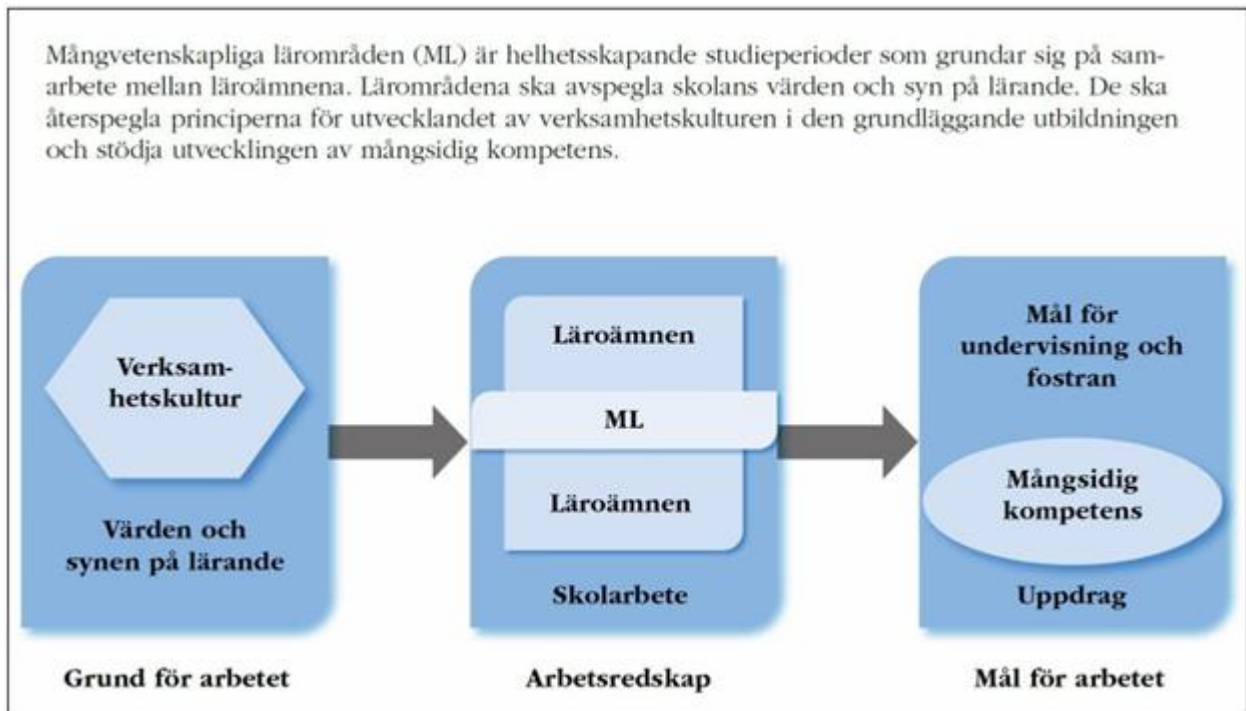 Mångvetenskapliga lärområden (ML) är helhetsskapande studieperioder som grundar sig på sam-
arbete mellan läroämnena. Lärområdena ska avspegla skolans värden och syn på lärande. De ska
återspegla principerna för utvecklandet av verksamhetskulturen i den grundläggande utbildningen
och stödja utvecklingen av mångsidig kompetens.
Verksam-
hetskultur
Värden och
synen på lärande
Grund för arbetet
Läroämnen
ML
Läroämnen
Skolarbete
Arbetsredskap
Mål för
undervisning och
fostran
Mångsidig
kompetens
Uppdrag
Mål för arbetet